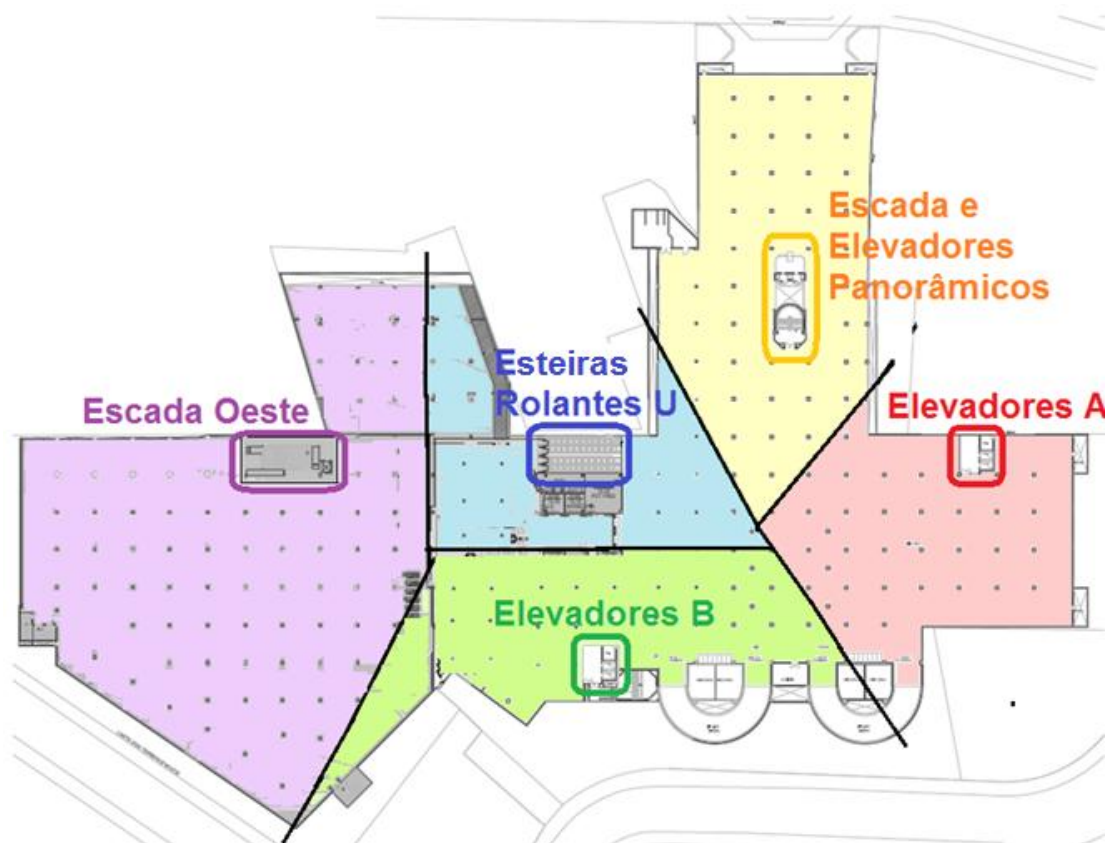 Escada e
Elevadores
Panorâmicos
Esteiras
Rolantes U
Escada Oeste
Elevadores A
Elevadores B